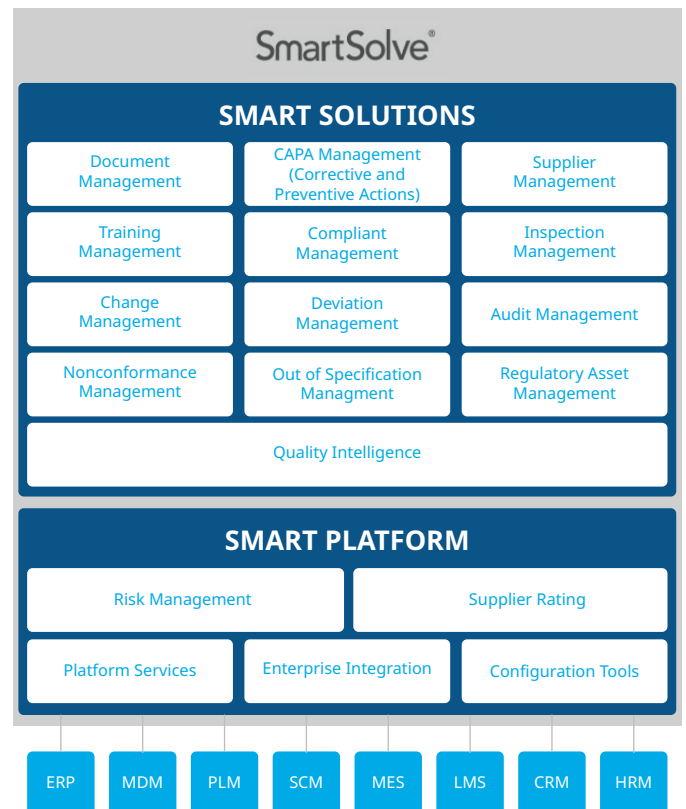 SmartSolve®
SMART SOLUTIONS
Document
Management
CAPA Management
(Corrective and
Preventive Actions)
Supplier
Management
Training
Management
Compliant
Management
Inspection
Management
Change
Management
Deviation
Management
Audit Management
Nonconformance
Management
Out of Specification
Managment
Regulatory Asset
Management
Quality Intelligence
SMART PLATFORM
Risk Management
Supplier Rating
Platform Services
Enterprise Integration
Configuration Tools
ERP
MDM
PLM
SCM
MES
LMS
CRM
HRM